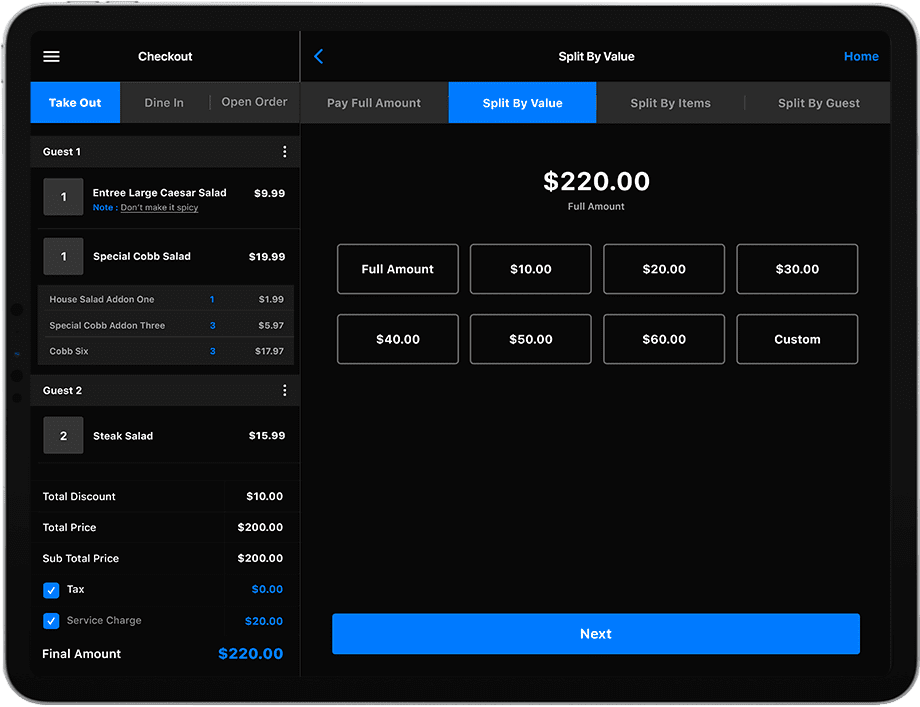 Checkout
Take Out Dine In Open Order
Guest 1
1 Entree Large Caesar Salad $9.99
Note : Don't make it spicy
1 Special Cobb Salad $19.99
House Salad Addon One 1 $1.99
Special Cobb Addon Three 3 $5.97
Cobb Six 3 $17.97
Guest 2
2 Steak Salad $15.99
Total Discount $10.00
Total Price $200.00
Sub Total Price $200.00
Tax $0.00
Service Charge $20.00
Final Amount $220.00
Split By Value Home
Pay Full Amount Split By Value Split By Items Split By Guest
$220.00
Full Amount
Full Amount $10.00 $20.00 $30.00
$40.00 $50.00 $60.00 Custom
Next